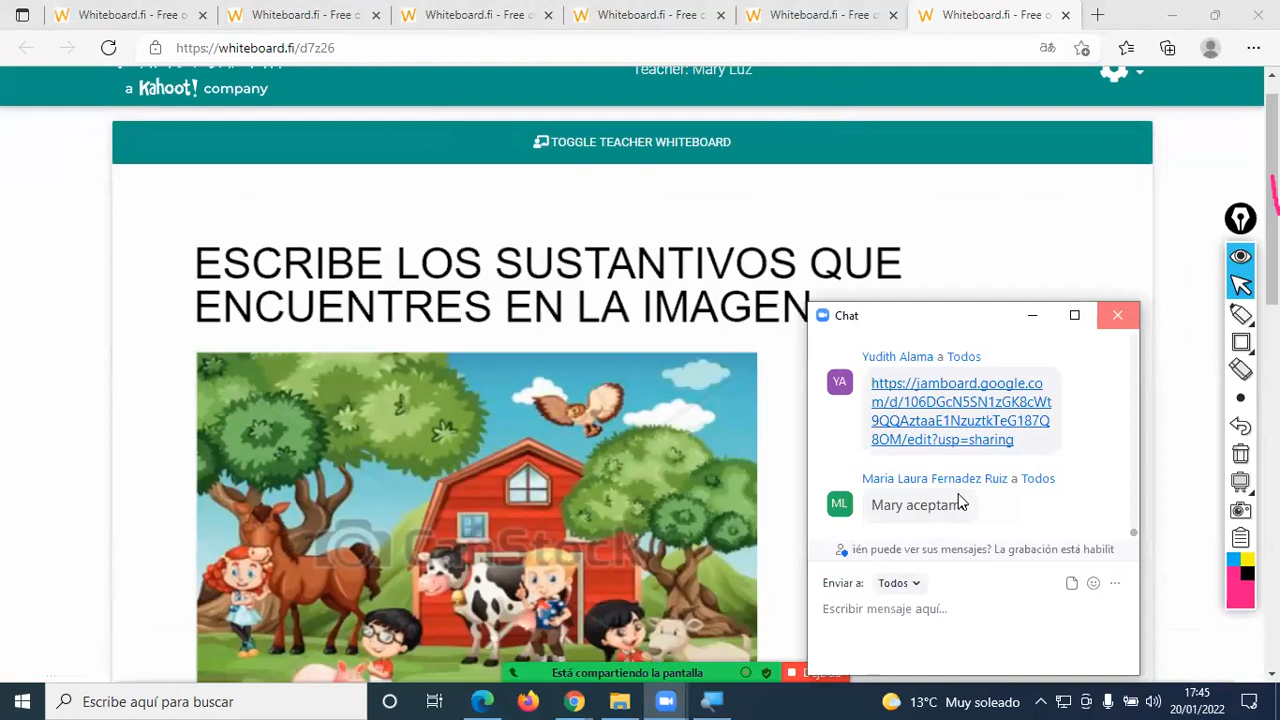 Whiteboard.fi - Free o
Whiteboard.fi - Free c
Whiteboard.fi - Free c
Whiteboard.fi - Free c
Whiteboard.fi - Free o
https://whiteboard.fi/d7z26
a Kahoot! company
Teacher: Mary Luz
TOGGLE TEACHER WHITEBOARD
ESCRIBE LOS SUSTANTIVOS QUE
ENCUENTRES EN LA IMAGEN
CanStock
Chat
Yudith Alama a Todos
YA
https://jamboard.google.co
m/d/106DGcN5SN1zGK8cWt
9QQAztaaE1NzuztkTeG187Q
8OM/edit?usp=sharing
Maria Laura Fernadez Ruiz a Todos
ML
Mary aceptam
ién puede ver sus mensajes? La grabación está habilit
Enviar a: Todos
Escribir mensaje aquí...
Está compartiendo la pantalla
Escribe aquí para buscar
13°C Muy soleado
17:45
20/01/2022